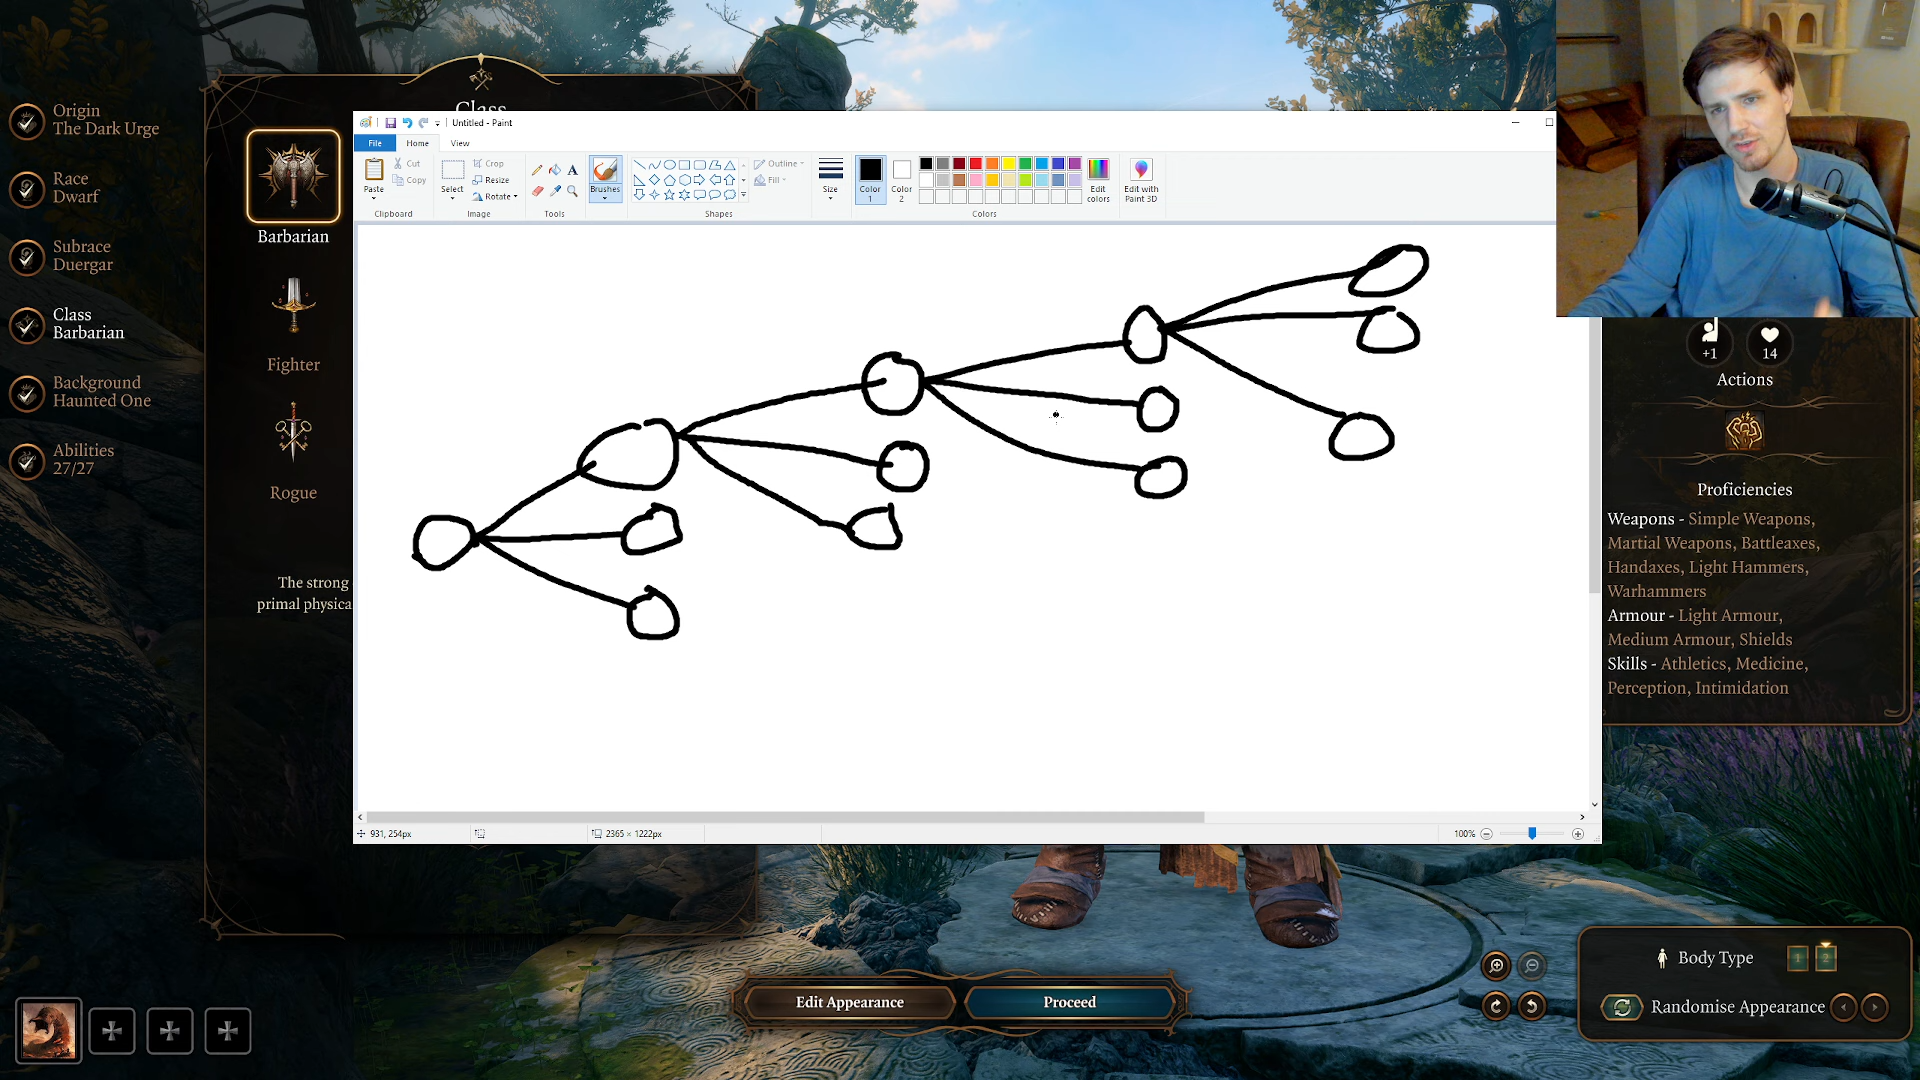 Origin
The Dark Urge
Race
Dwarf
Subrace
Duergar
Class
Barbarian
Background
Haunted One
Abilities
27/27
Class
Barbarian
Fighter
Rogue
The strong
primal physica
Untitled - Paint
File
Home
View
Paste
Cut
Copy
Clipboard
Select
Crop
Resize
Rotate
Image
A
Tools
Brushes
Shapes
Outline
Fill
Size
Color
1
Color
2
Edit
colors
Colors
Edit with
Paint 3D
931, 254px
2365 × 1222px
100%
+1
14
Actions
Proficiencies
Weapons - Simple Weapons,
Martial Weapons, Battleaxes,
Handaxes, Light Hammers,
Warhammers
Armour - Light Armour,
Medium Armour, Shields
Skills - Athletics, Medicine,
Perception, Intimidation
Edit Appearance
Proceed
Body Type
1
2
Randomise Appearance